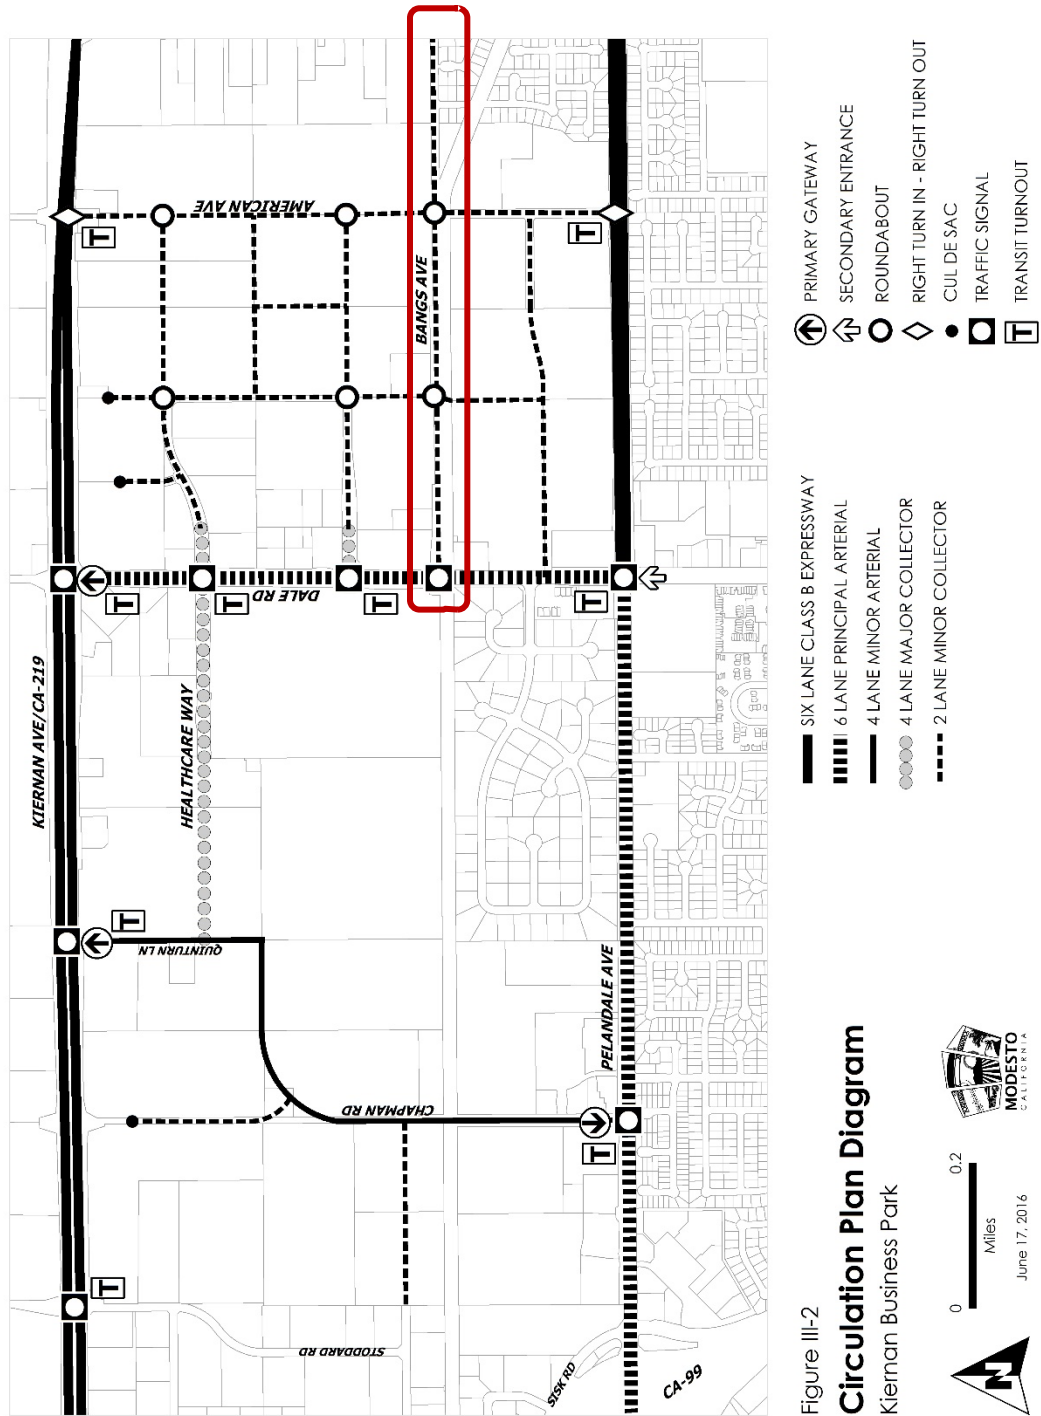 KIERNAN AVE/CA-219
HEALTHCARE WAY
QUINTURN LN
CHAPMAN RD
STODDARD RD
SISK RD
CA-99
PELANDALE AVE
DALE RD
BANGS AVE
AMERICAN AVE
T
T
T
T
T
T
T
T
T
Figure III-2
Circulation Plan Diagram
Kiernan Business Park
SIX LANE CLASS B EXPRESSWAY
6 LANE PRINCIPAL ARTERIAL
4 LANE MINOR ARTERIAL
4 LANE MAJOR COLLECTOR
2 LANE MINOR COLLECTOR
PRIMARY GATEWAY
SECONDARY ENTRANCE
ROUNDABOUT
RIGHT TURN IN - RIGHT TURN OUT
CUL DE SAC
TRAFFIC SIGNAL
T TRANSIT TURNOUT
N
0 0.2
Miles
June 17, 2016
MODESTO
CALIFORNIA